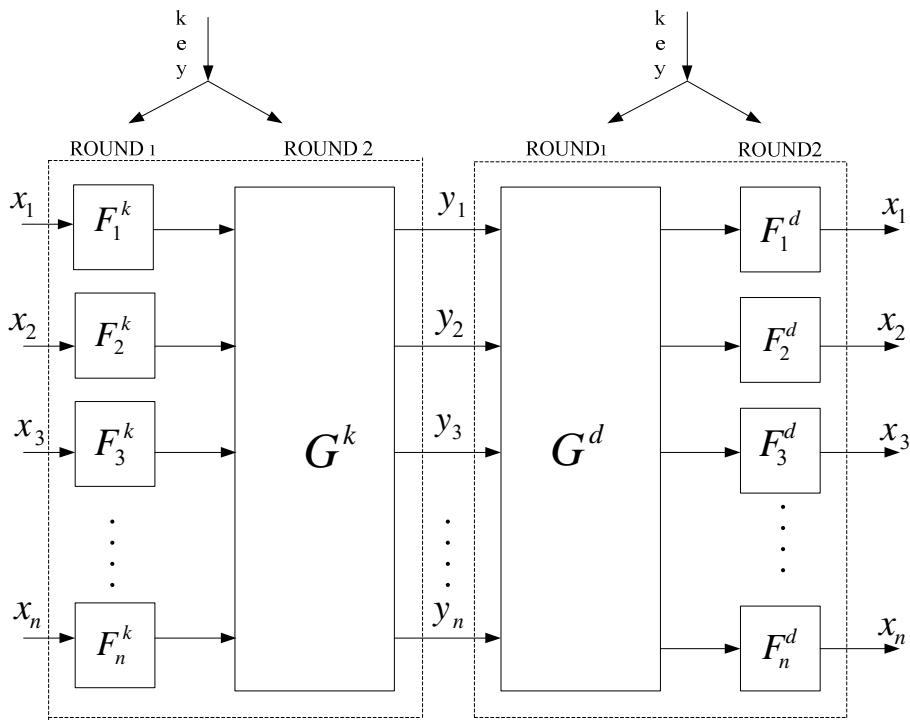 k k
e e
y y
ROUND 1 ROUND 2 ROUND1 ROUND2
x₁ F₁ᵏ y₁ F₁ᵈ x₁
x₂ F₂ᵏ y₂ F₂ᵈ x₂
x₃ F₃ᵏ Gᵏ y₃ Gᵈ F₃ᵈ x₃
xₙ Fₙᵏ yₙ Fₙᵈ xₙ